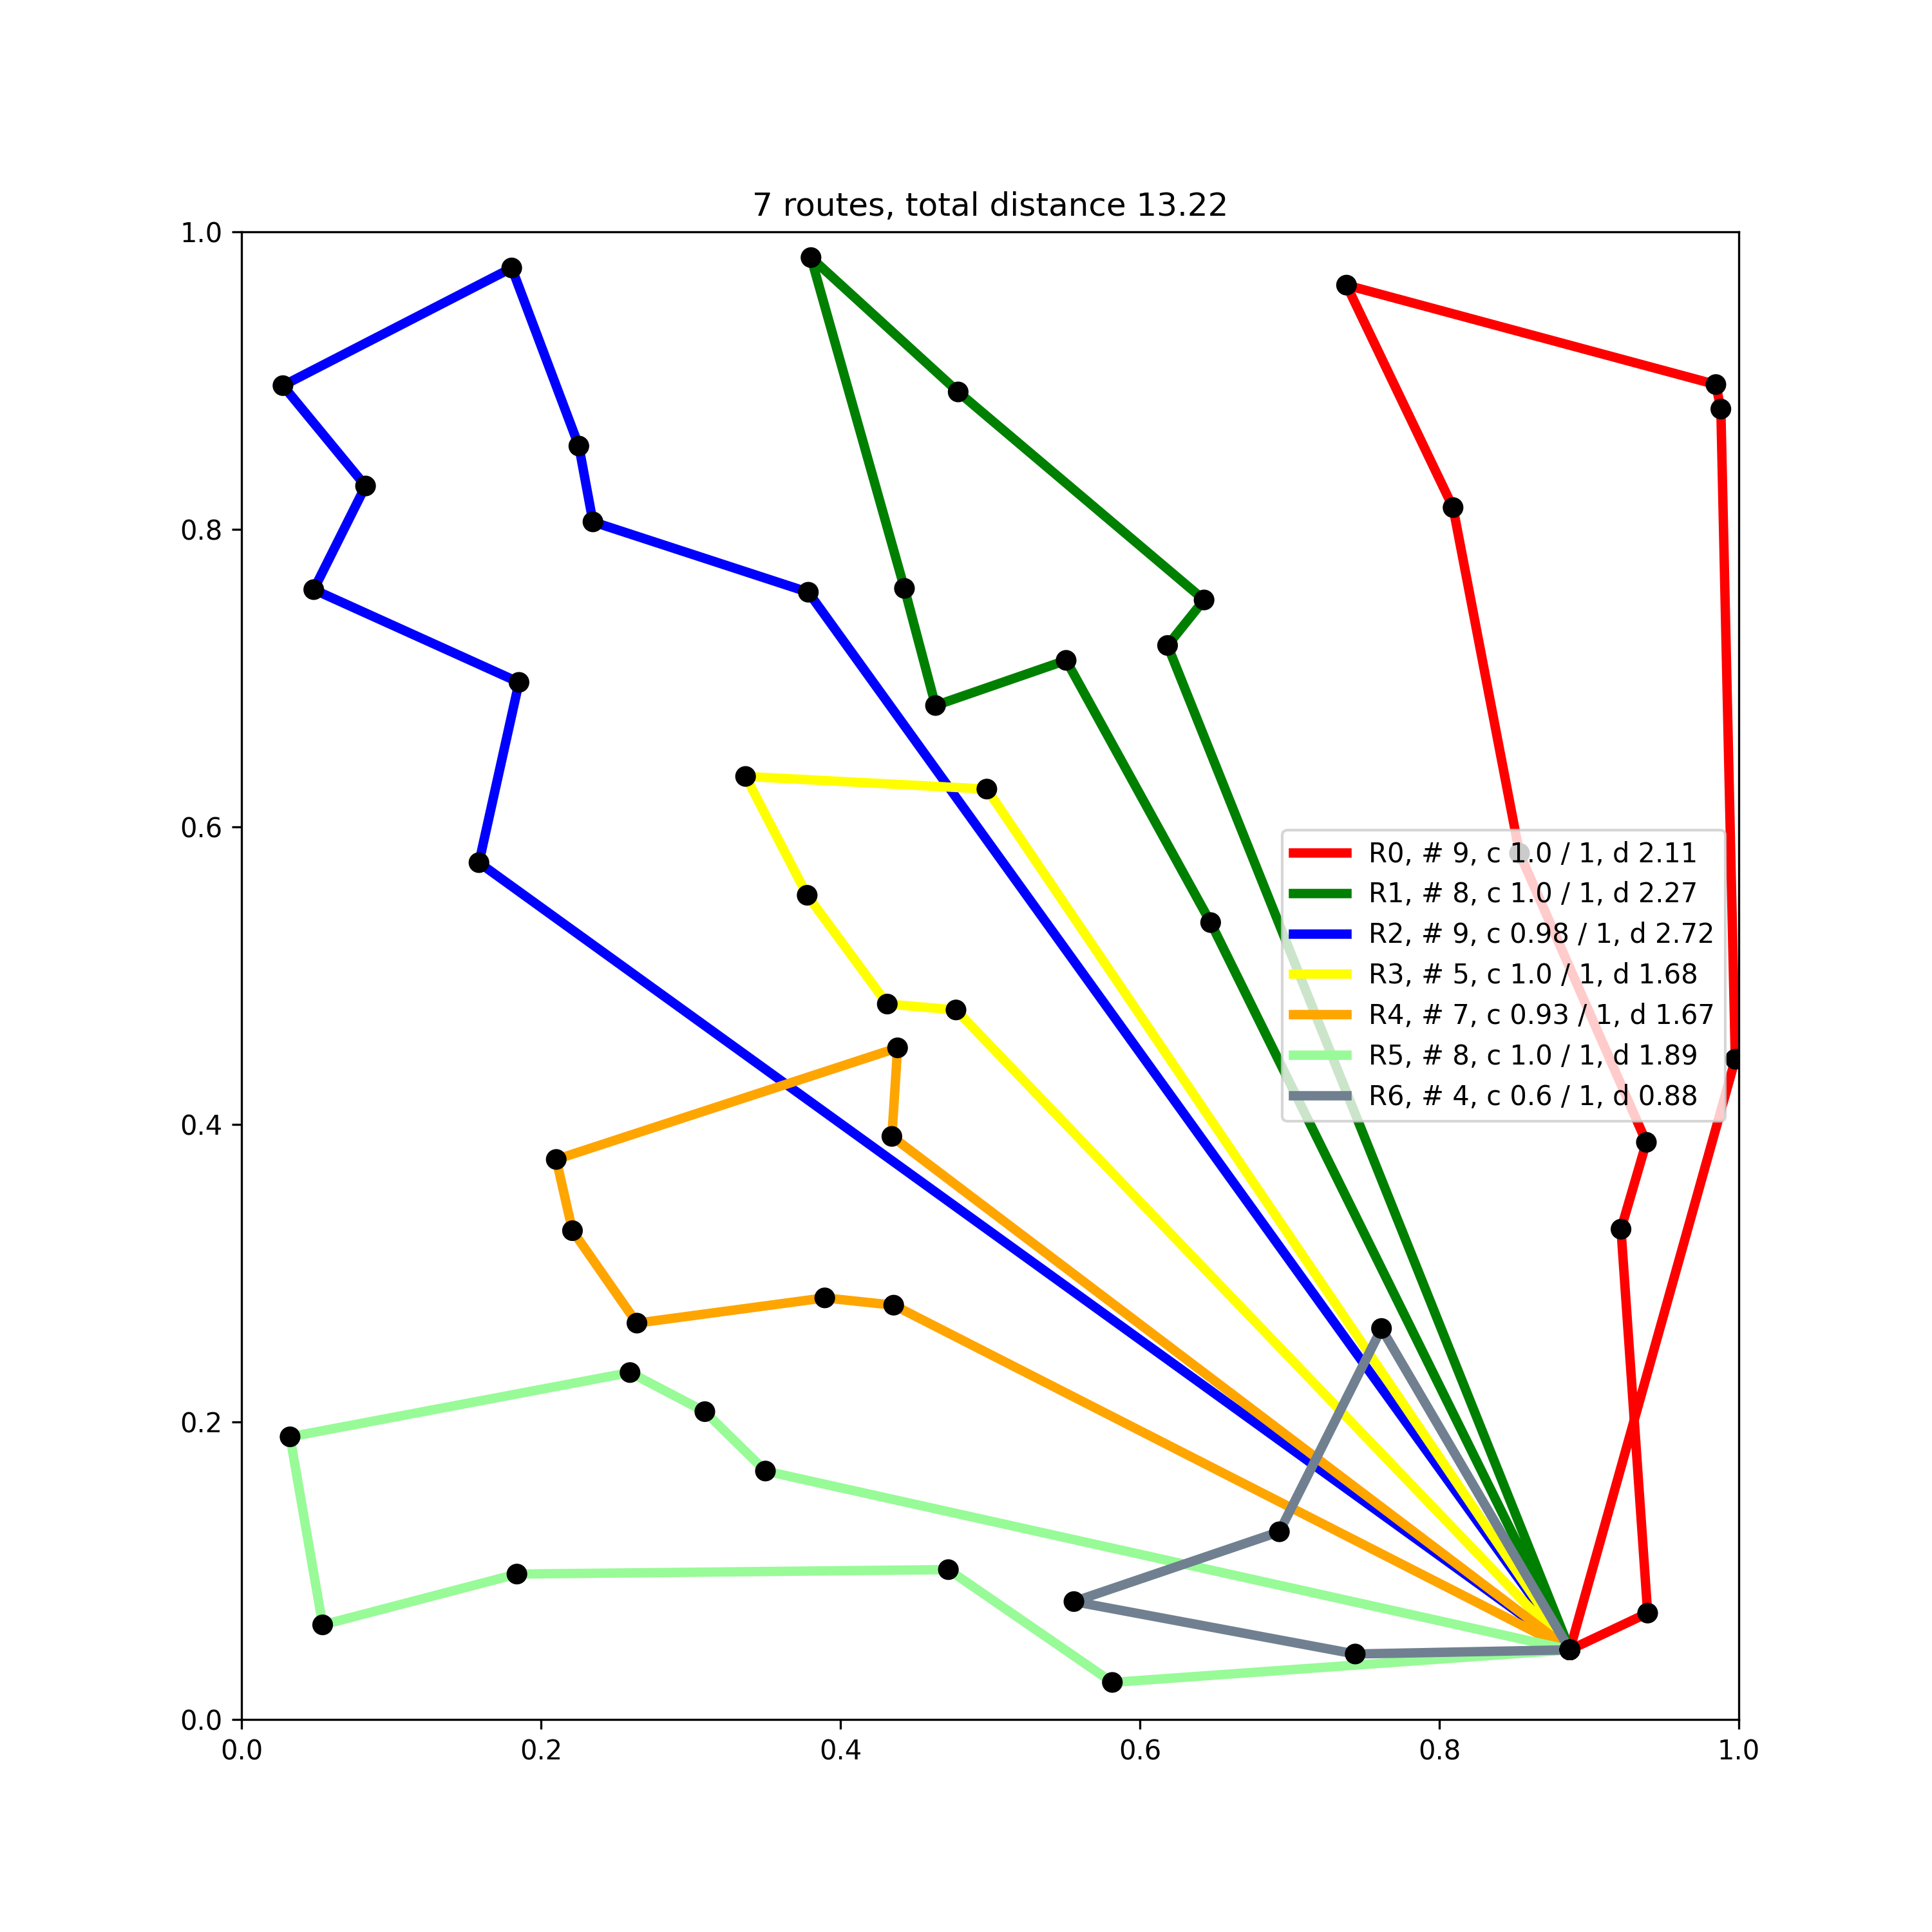 7 routes, total distance 13.22
1.0
0.8
0.6
0.4
0.2
0.0
0.0 0.2 0.4 0.6 0.8 1.0
R0, # 9, c 1.0 / 1, d 2.11
R1, # 8, c 1.0 / 1, d 2.27
R2, # 9, c 0.98 / 1, d 2.72
R3, # 5, c 1.0 / 1, d 1.68
R4, # 7, c 0.93 / 1, d 1.67
R5, # 8, c 1.0 / 1, d 1.89
R6, # 4, c 0.6 / 1, d 0.88